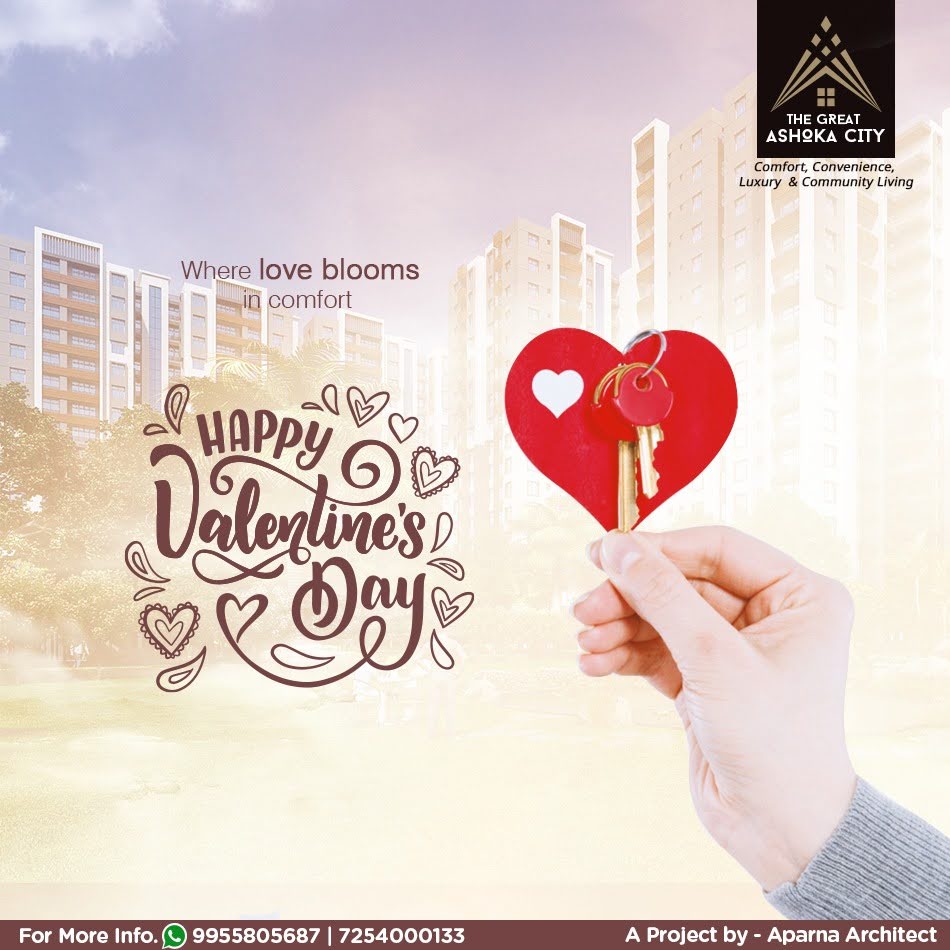 THE GREAT
ASHOKA CITY
Comfort, Convenience,
Luxury & Community Living
Where love blooms
in comfort
HAPPY
Valentine's
Day
For More Info. 9955805687 | 7254000133
A Project by - Aparna Architect